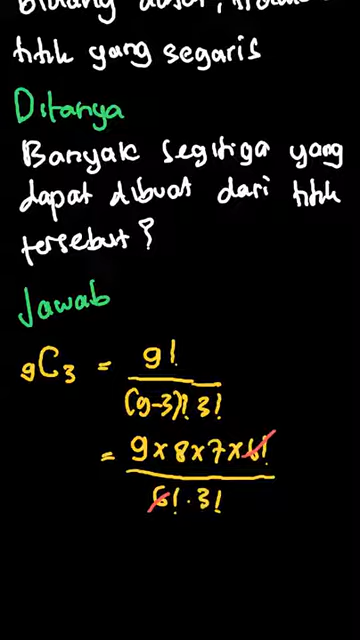 titik yang segaris
Ditanya
Banyak segitiga yang
dapat dibuat dari titik
tersebut?
Jawab
9C3 = 9! / (9-3)! 3!
= 9 x 8 x 7 x 6! / 6! · 3!